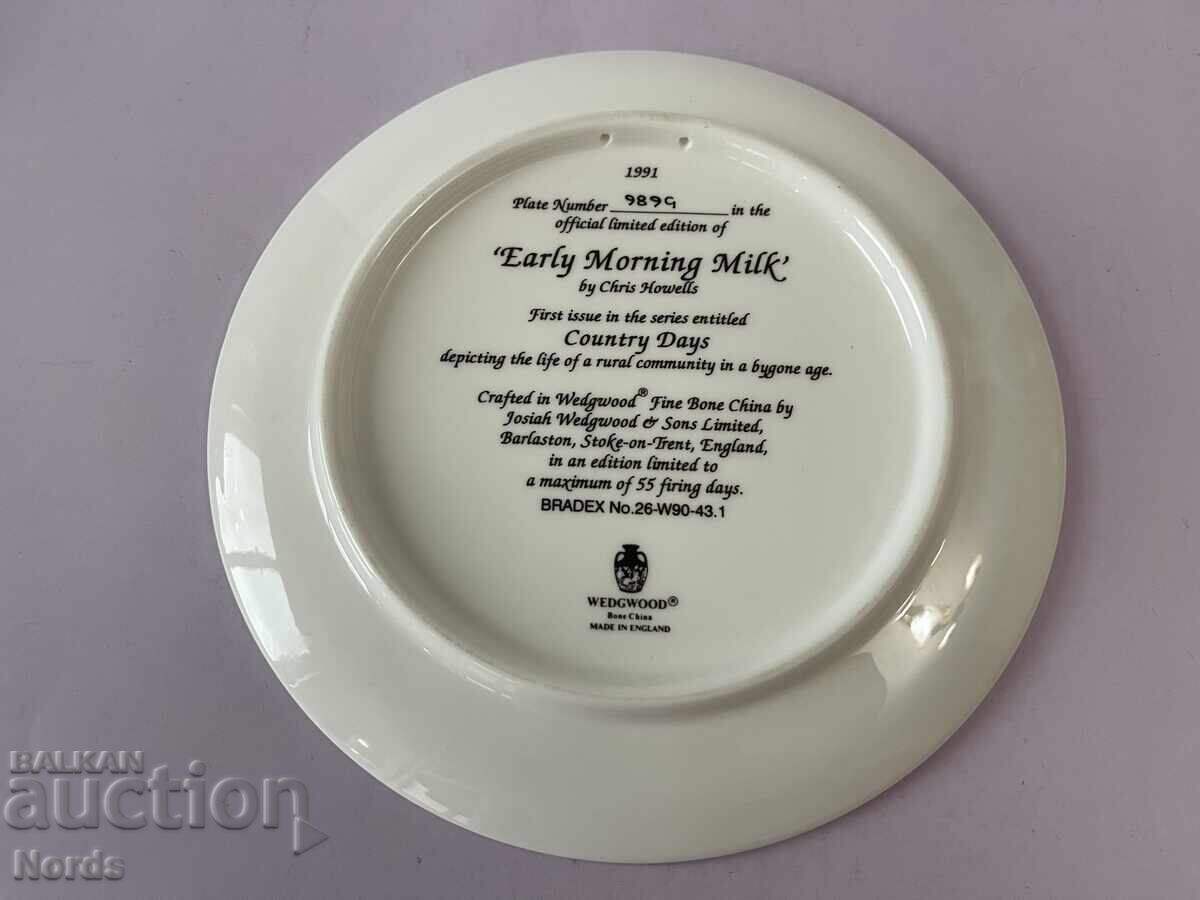 1991
Plate Number 989G in the
official limited edition of
‘Early Morning Milk’
by Chris Howells
First issue in the series entitled
Country Days
depicting the life of a rural community in a bygone age.
Crafted in Wedgwood® Fine Bone China by
Josiah Wedgwood & Sons Limited,
Barlaston, Stoke-on-Trent, England,
in an edition limited to
a maximum of 55 firing days.
BRADEX No.26-W90-43.1
WEDGWOOD®
Bone China
MADE IN ENGLAND
BALKAN
auction
Nords